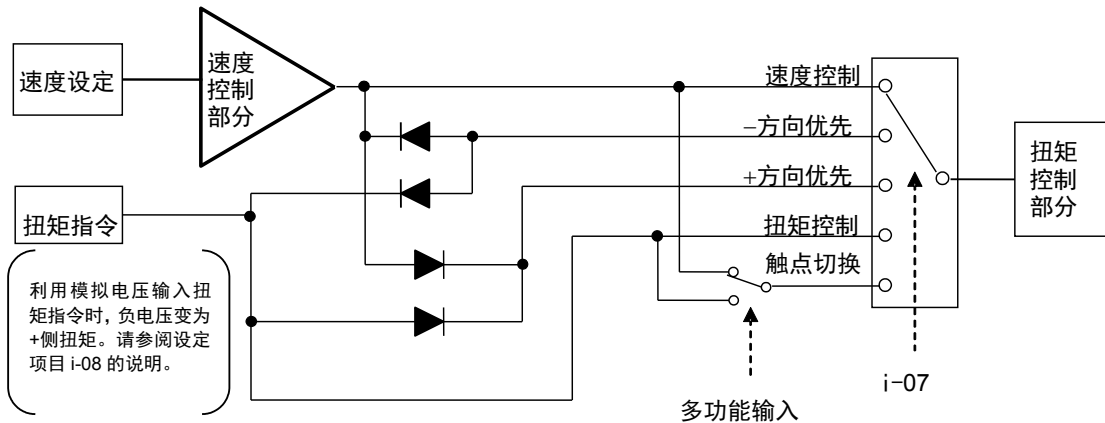 速度设定
速度
控制
部分
速度控制
−方向优先
+方向优先
扭矩控制
触点切换
扭矩
控制
部分
扭矩指令
利用模拟电压输入扭
矩指令时，负电压变为
+侧扭矩。请参阅设定
项目 i-08 的说明。
多功能输入
i−07